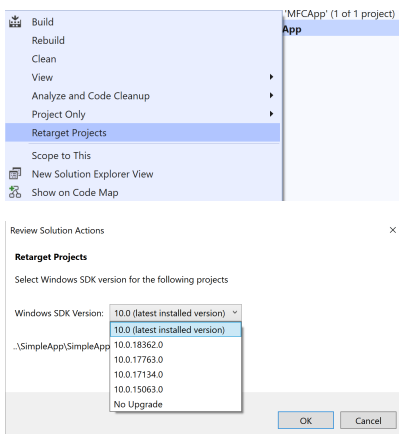 'MFCApp' (1 of 1 project)
App
Build
Rebuild
Clean
View
Analyze and Code Cleanup
Project Only
Retarget Projects
Scope to This
New Solution Explorer View
Show on Code Map
Review Solution Actions
Retarget Projects
Select Windows SDK version for the following projects
Windows SDK Version: 10.0 (latest installed version)
10.0 (latest installed version)
..\SimpleApp\SimpleApp 10.0.18362.0
10.0.17763.0
10.0.17134.0
10.0.15063.0
No Upgrade
OK Cancel